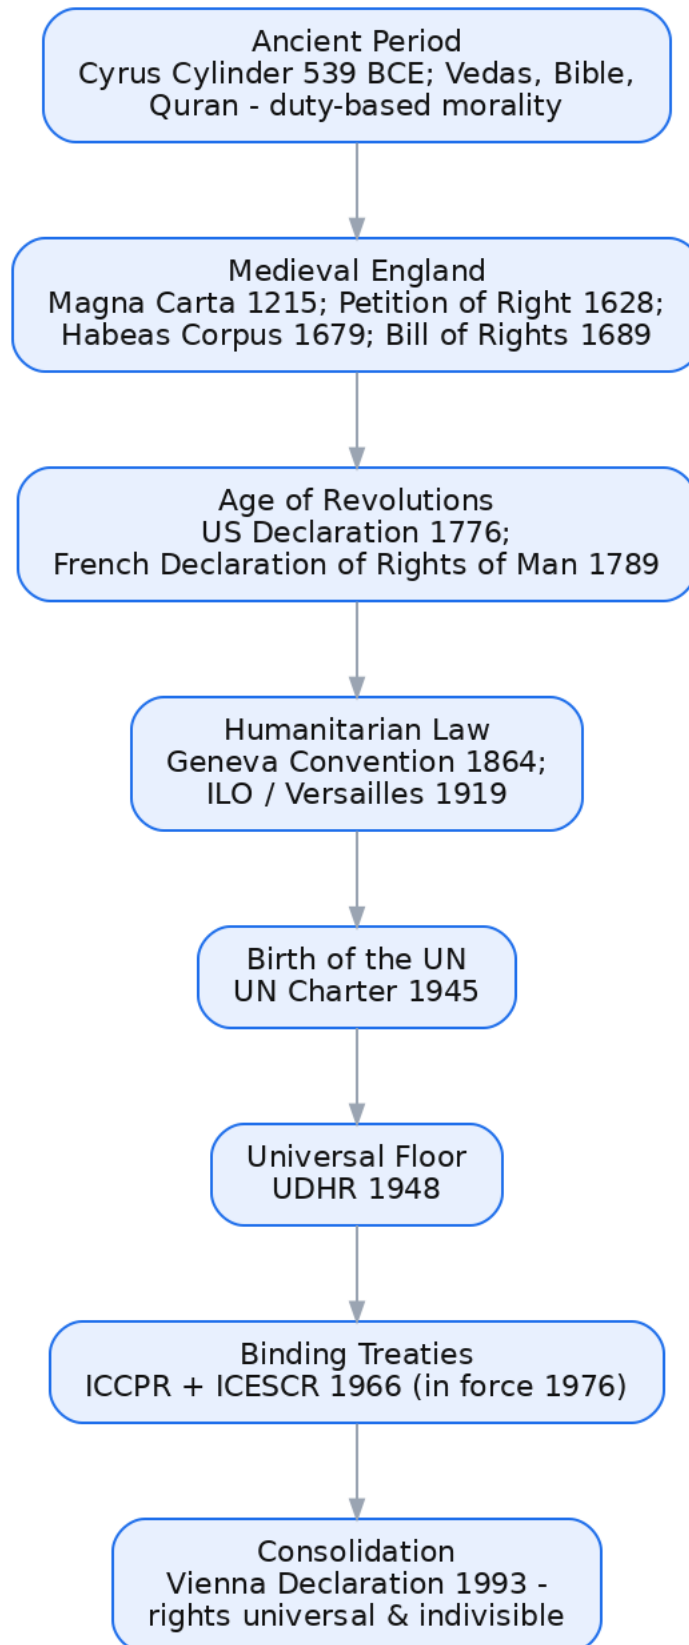 Ancient Period
Cyrus Cylinder 539 BCE; Vedas, Bible,
Quran - duty-based morality
Medieval England
Magna Carta 1215; Petition of Right 1628;
Habeas Corpus 1679; Bill of Rights 1689
Age of Revolutions
US Declaration 1776;
French Declaration of Rights of Man 1789
Humanitarian Law
Geneva Convention 1864;
ILO / Versailles 1919
Birth of the UN
UN Charter 1945
Universal Floor
UDHR 1948
Binding Treaties
ICCPR + ICESCR 1966 (in force 1976)
Consolidation
Vienna Declaration 1993 -
rights universal & indivisible